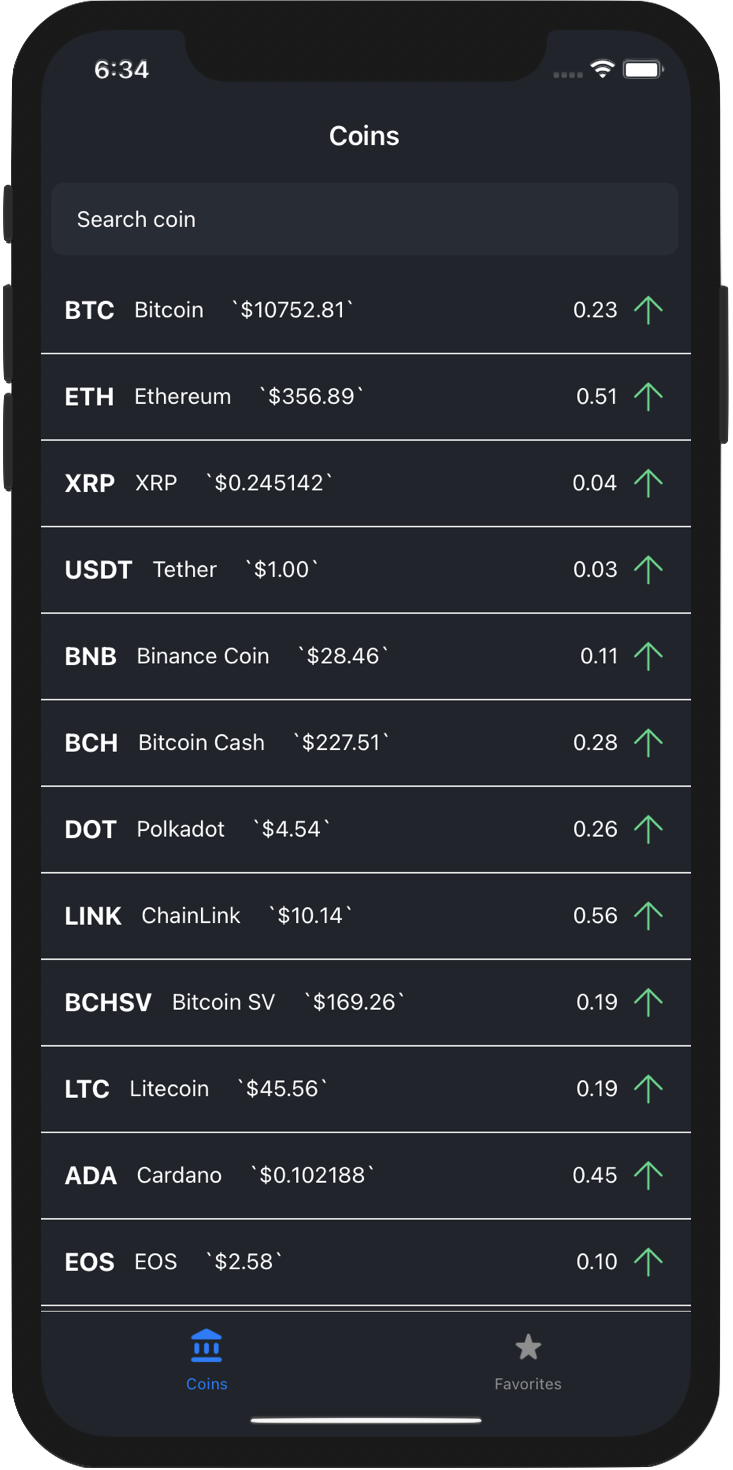 6:34
Coins
Search coin
BTC Bitcoin `$10752.81` 0.23
ETH Ethereum `$356.89` 0.51
XRP XRP `$0.245142` 0.04
USDT Tether `$1.00` 0.03
BNB Binance Coin `$28.46` 0.11
BCH Bitcoin Cash `$227.51` 0.28
DOT Polkadot `$4.54` 0.26
LINK ChainLink `$10.14` 0.56
BCHSV Bitcoin SV `$169.26` 0.19
LTC Litecoin `$45.56` 0.19
ADA Cardano `$0.102188` 0.45
EOS EOS `$2.58` 0.10
Coins Favorites